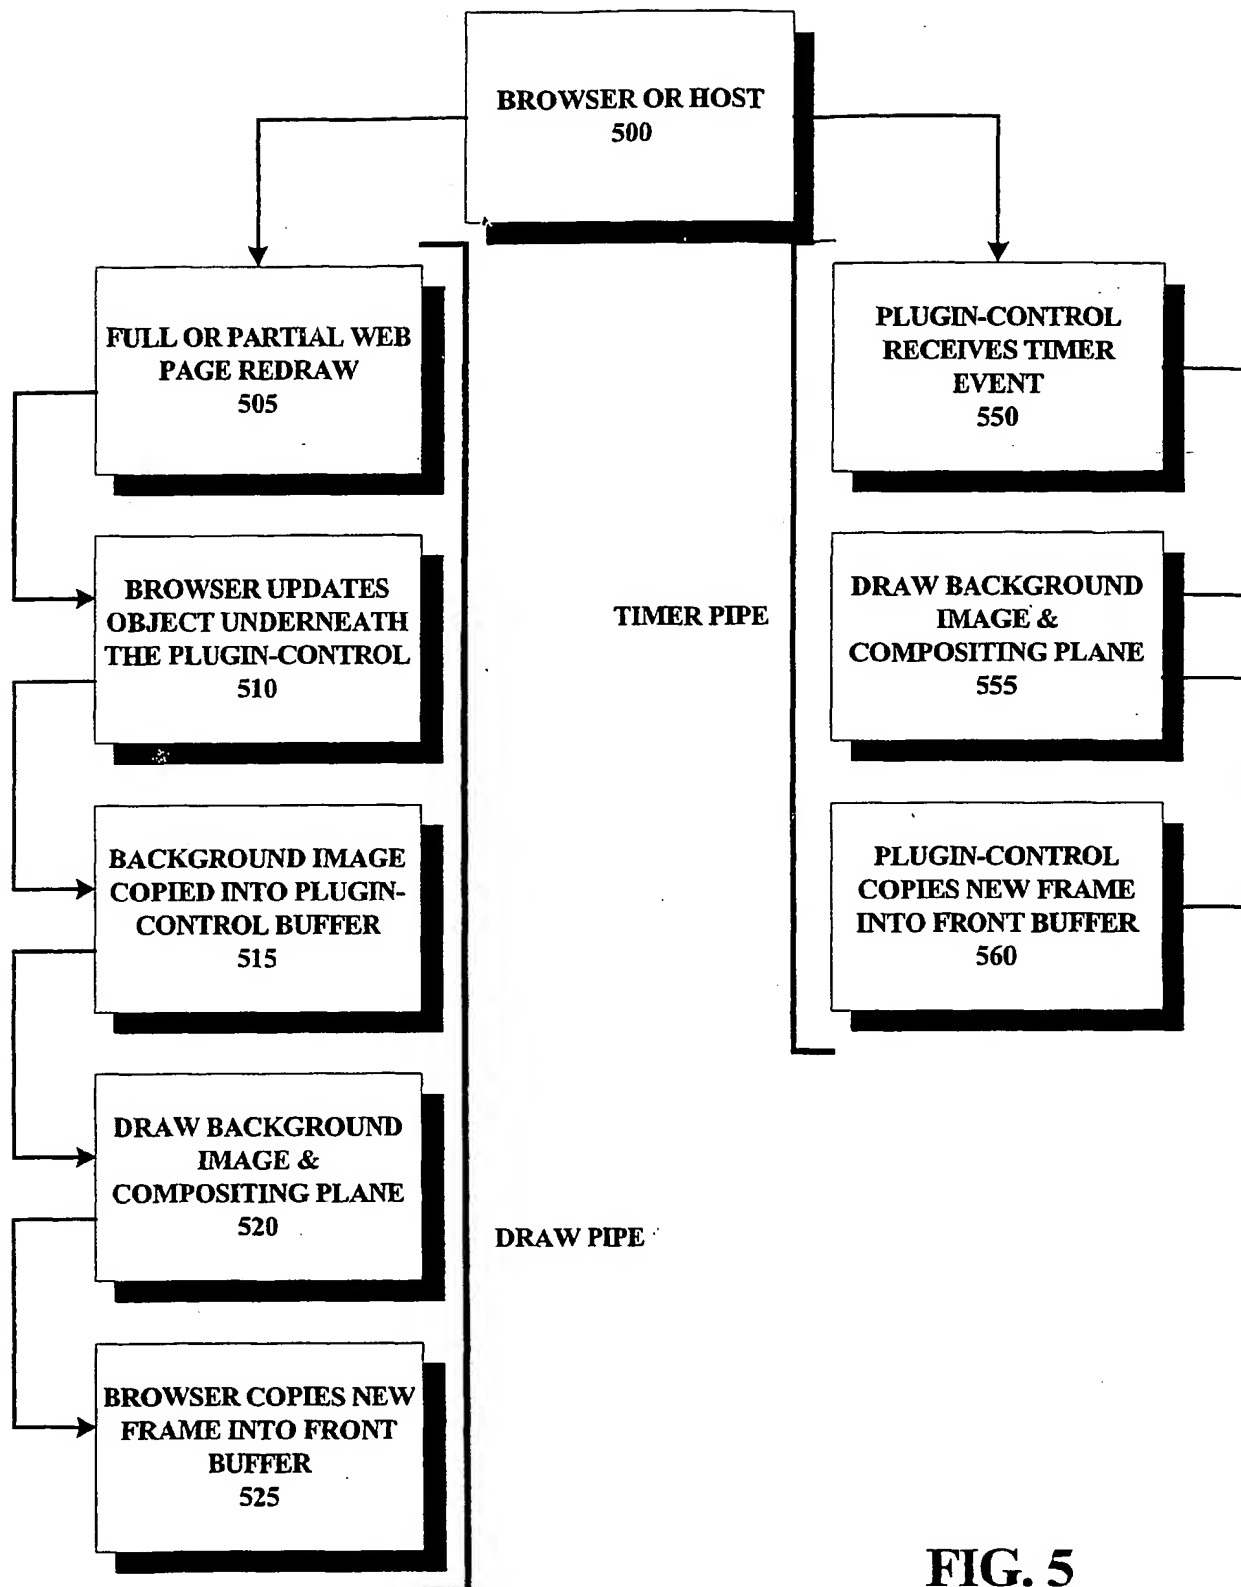 BROWSER OR HOST
500
FULL OR PARTIAL WEB
PAGE REDRAW
505
BROWSER UPDATES
OBJECT UNDERNEATH
THE PLUGIN-CONTROL
510
BACKGROUND IMAGE
COPIED INTO PLUGIN-
CONTROL BUFFER
515
DRAW BACKGROUND
IMAGE &
COMPOSITING PLANE
520
BROWSER COPIES NEW
FRAME INTO FRONT
BUFFER
525
DRAW PIPE
TIMER PIPE
PLUGIN-CONTROL
RECEIVES TIMER
EVENT
550
DRAW BACKGROUND
IMAGE &
COMPOSITING PLANE
555
PLUGIN-CONTROL
COPIES NEW FRAME
INTO FRONT BUFFER
560
FIG. 5